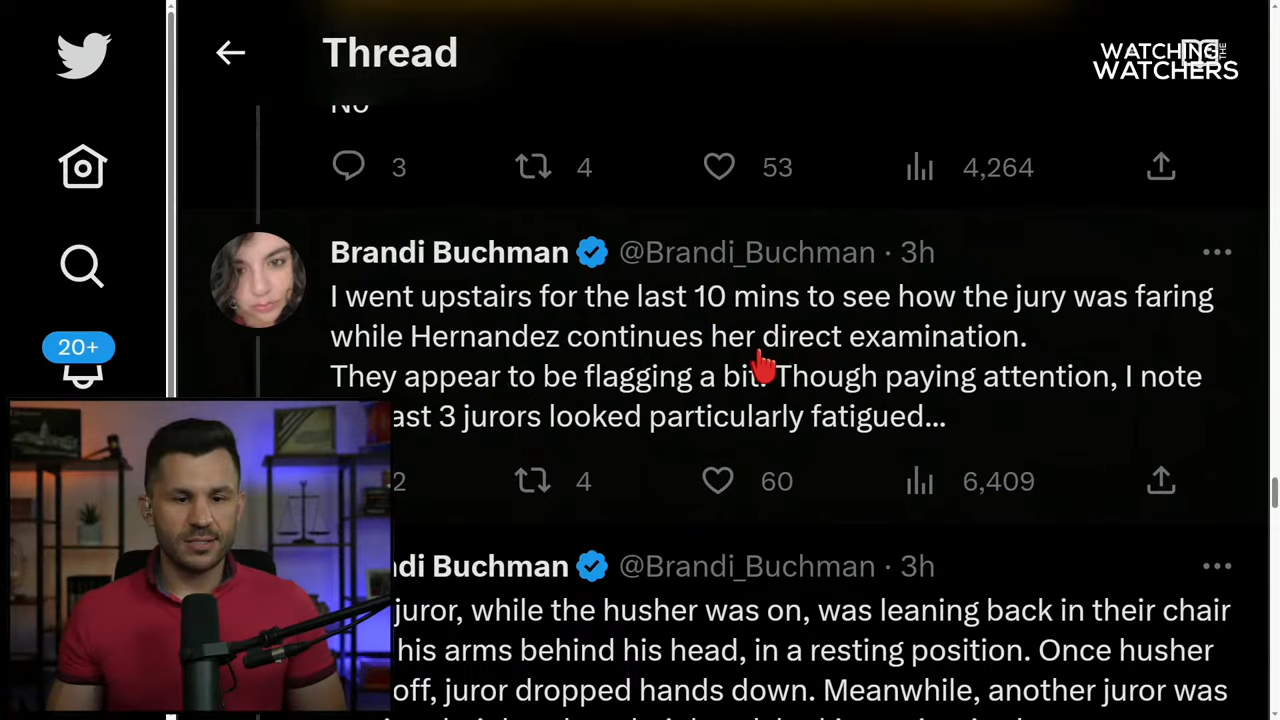 Thread
WATCHING THE
WATCHERS
No
3 4 53 4,264
Brandi Buchman @Brandi_Buchman · 3h
I went upstairs for the last 10 mins to see how the jury was faring
while Hernandez continues her direct examination.
They appear to be flagging a bit. Though paying attention, I note
ast 3 jurors looked particularly fatigued...
2 4 60 6,409
20+
ndi Buchman @Brandi_Buchman · 3h
juror, while the husher was on, was leaning back in their chair
his arms behind his head, in a resting position. Once husher
off, juror dropped hands down. Meanwhile, another juror was